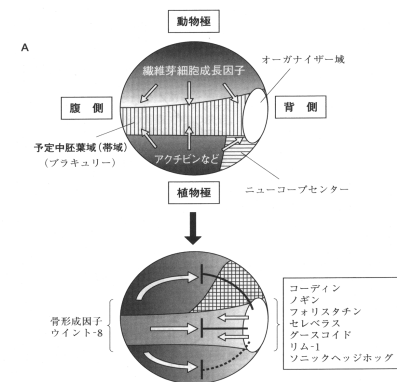 動物極
A
オーガナイザー域
繊維芽細胞成長因子
腹 側
背 側
予定中胚葉域(帯域)
(ブラキュリー)
アクチビンなど
ニューコープセンター
植物極
骨形成因子
ウイント-8
コーディン
ノギン
フォリスタチン
セレベラス
グースコイド
リム-1
ソニックヘッジホッグ